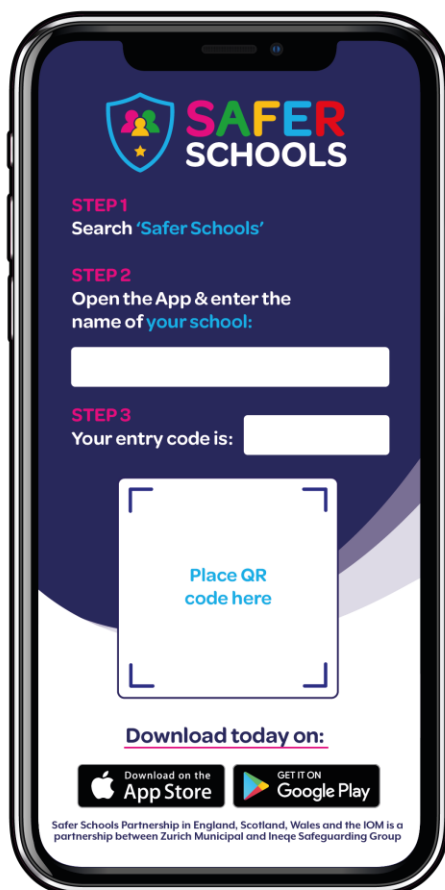 SAFER
SCHOOLS
STEP 1
Search ‘Safer Schools’
STEP 2
Open the App & enter the
name of your school:
STEP 3
Your entry code is:
Place QR
code here
Download today on:
Download on the
App Store
GET IT ON
Google Play
Safer Schools Partnership in England, Scotland, Wales and the IOM is a
partnership between Zurich Municipal and Ineqe Safeguarding Group